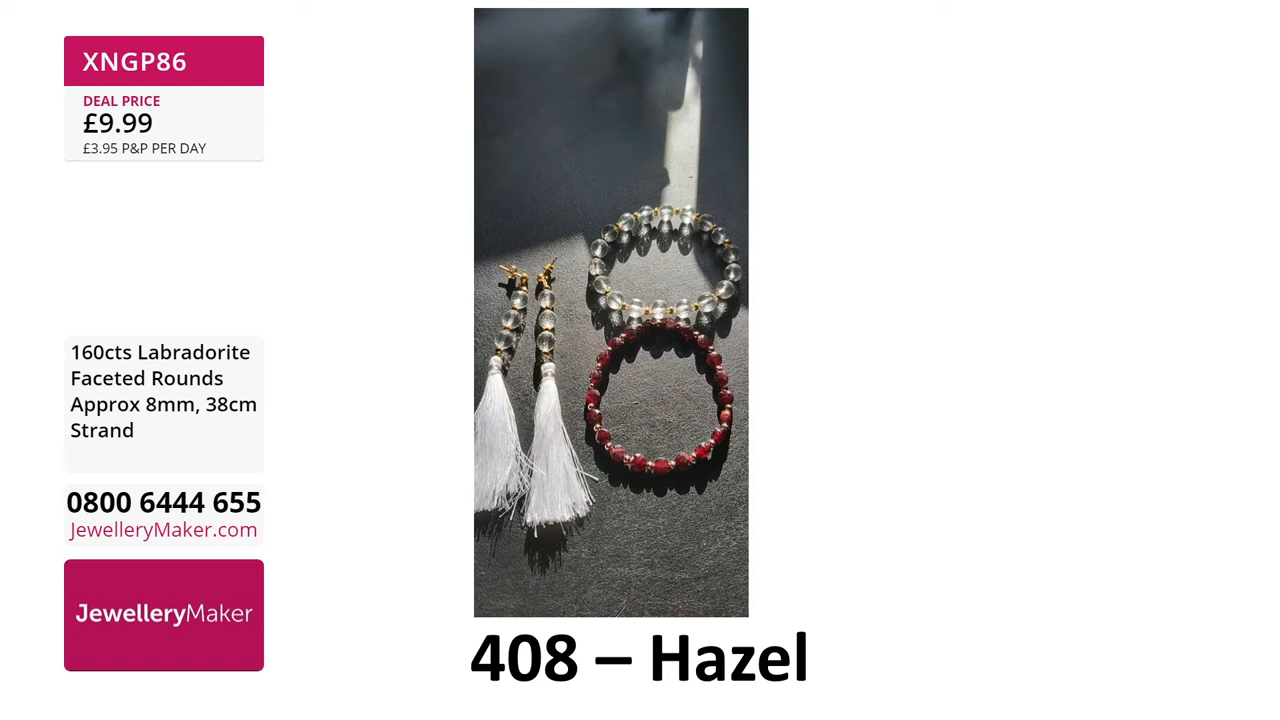 XNGP86
DEAL PRICE
£9.99
£3.95 P&P PER DAY
160cts Labradorite
Faceted Rounds
Approx 8mm, 38cm
Strand
0800 6444 655
JewelleryMaker.com
JewelleryMaker
408 – Hazel